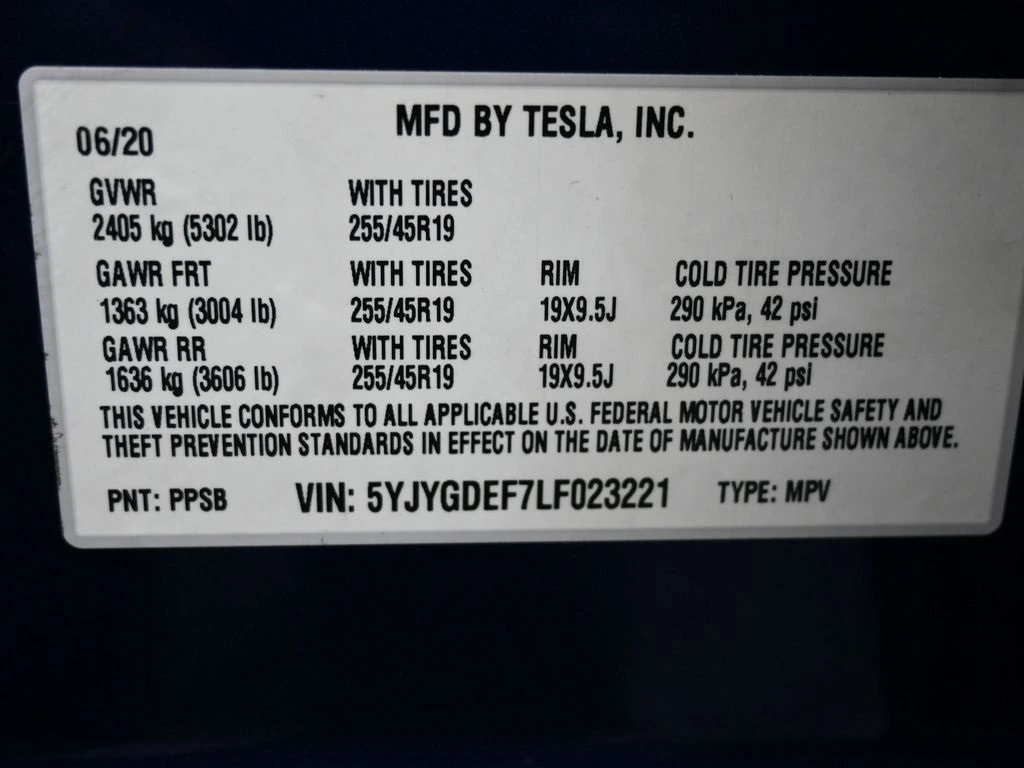 MFD BY TESLA, INC.
06/20
GVWR WITH TIRES
2405 kg (5302 lb) 255/45R19
GAWR FRT WITH TIRES RIM COLD TIRE PRESSURE
1363 kg (3004 lb) 255/45R19 19X9.5J 290 kPa, 42 psi
GAWR RR WITH TIRES RIM COLD TIRE PRESSURE
1636 kg (3606 lb) 255/45R19 19X9.5J 290 kPa, 42 psi
THIS VEHICLE CONFORMS TO ALL APPLICABLE U.S. FEDERAL MOTOR VEHICLE SAFETY AND
THEFT PREVENTION STANDARDS IN EFFECT ON THE DATE OF MANUFACTURE SHOWN ABOVE.
PNT: PPSB VIN: 5YJYGDEF7LF023221 TYPE: MPV